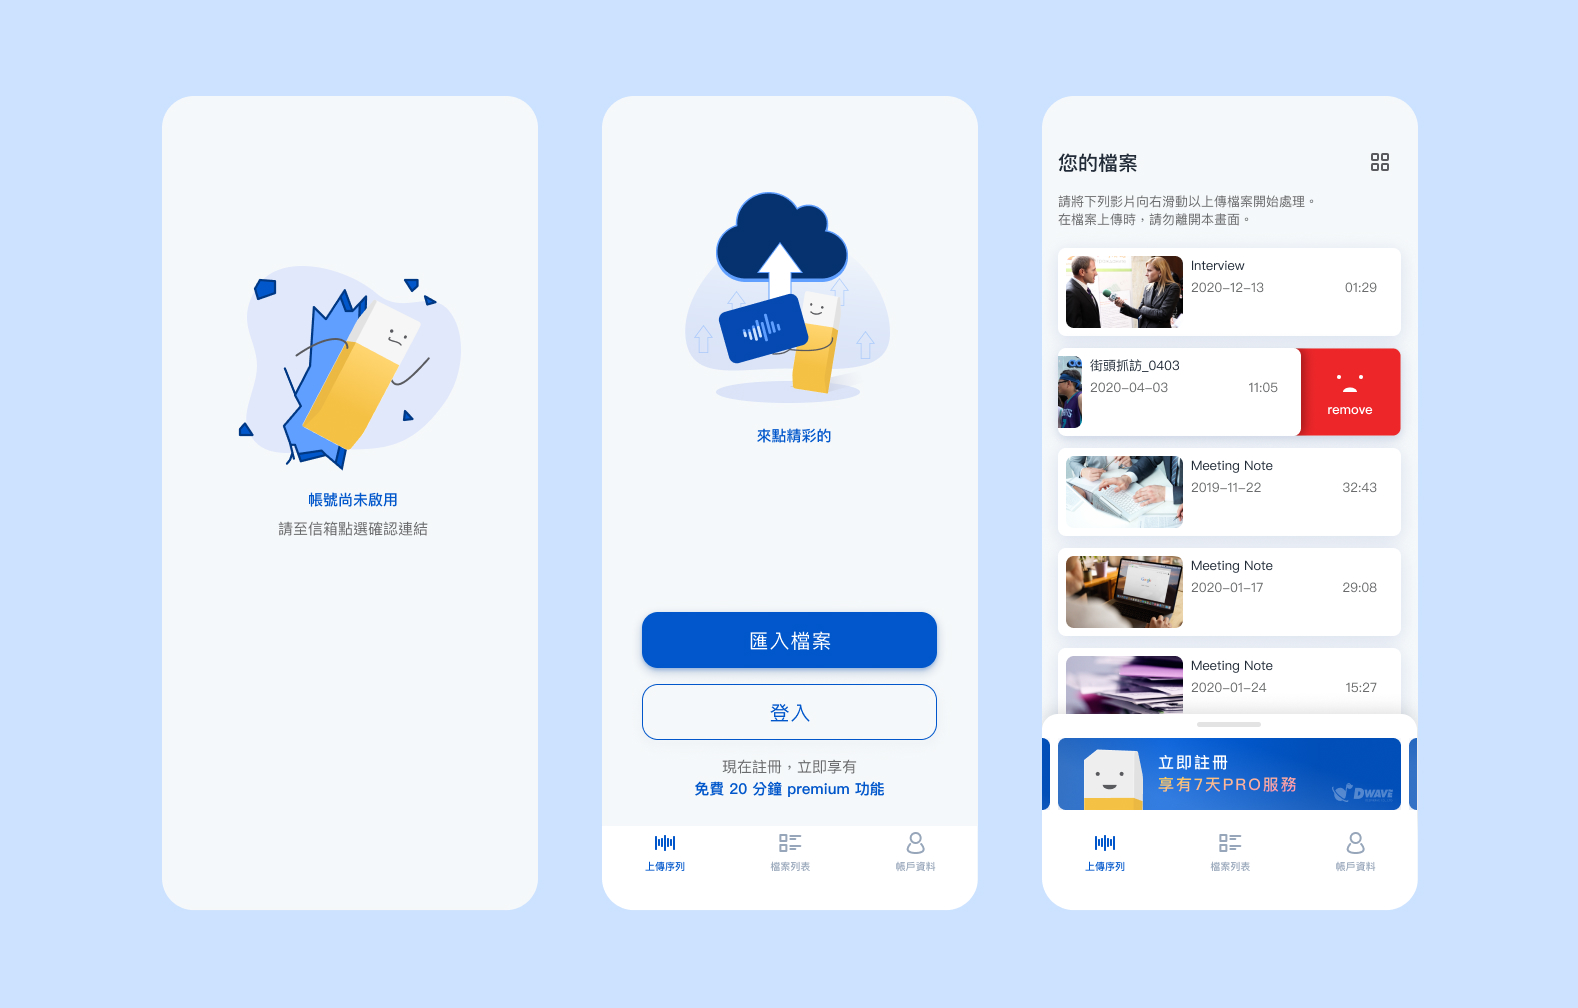 帳號尚未啟用
請至信箱點選確認連結
來點精彩的
匯入檔案
登入
現在註冊，立即享有
免費 20 分鐘 premium 功能
上傳序列
檔案列表
帳戶資料
您的檔案
請將下列影片向右滑動以上傳檔案開始處理。
在檔案上傳時，請勿離開本畫面。
Interview
2020-12-13 01:29
街頭抓訪_0403
2020-04-03 11:05
remove
Meeting Note
2019-11-22 32:43
Meeting Note
2020-01-17 29:08
Meeting Note
2020-01-24 15:27
立即註冊
享有7天PRO服務
DWAVE
上傳序列
檔案列表
帳戶資料